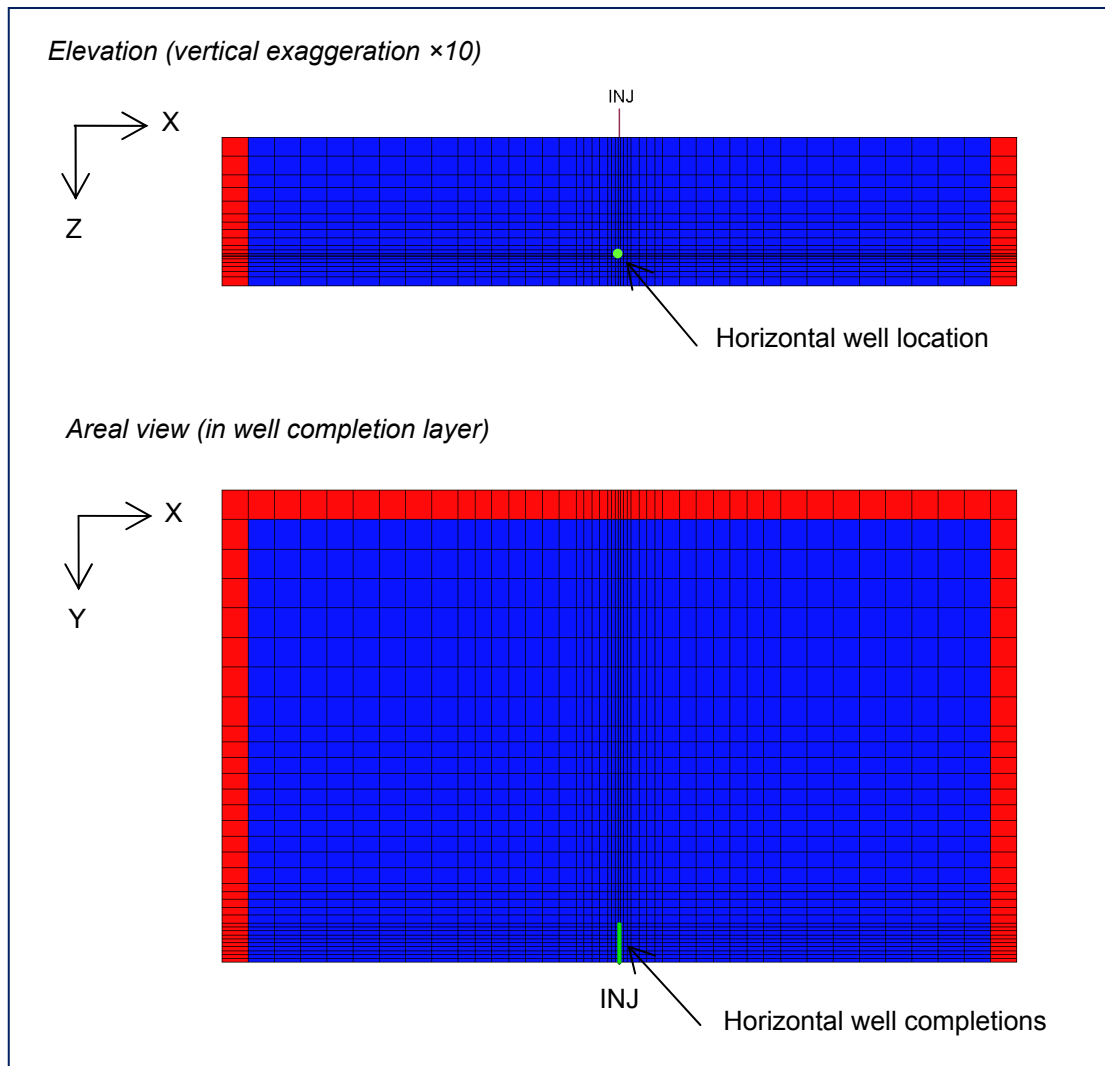 Elevation (vertical exaggeration ×10)
INJ
X
Z
Horizontal well location
Areal view (in well completion layer)
X
Y
INJ
Horizontal well completions